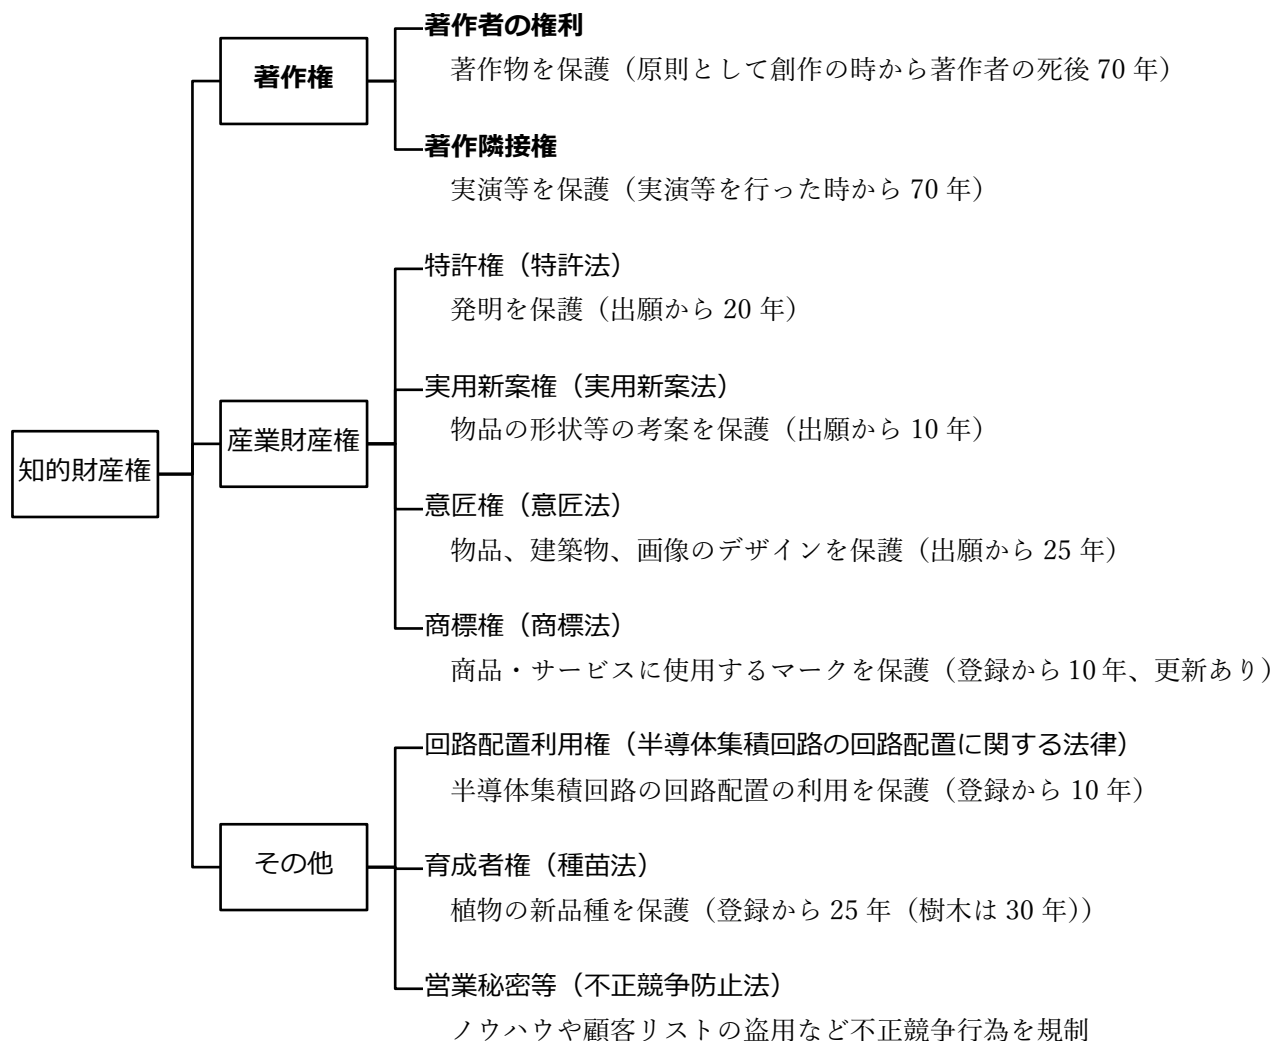 著作者の権利
著作権
著作物を保護（原則として創作の時から著作者の死後 70 年）
著作隣接権
実演等を保護（実演等を行った時から 70 年）
特許権（特許法）
発明を保護（出願から 20 年）
実用新案権（実用新案法）
産業財産権
物品の形状等の考案を保護（出願から 10 年）
知的財産権
意匠権（意匠法）
物品、建築物、画像のデザインを保護（出願から 25 年）
商標権（商標法）
商品・サービスに使用するマークを保護（登録から 10 年、更新あり）
回路配置利用権（半導体集積回路の回路配置に関する法律）
半導体集積回路の回路配置の利用を保護（登録から 10 年）
その他
育成者権（種苗法）
植物の新品種を保護（登録から 25 年（樹木は 30 年））
営業秘密等（不正競争防止法）
ノウハウや顧客リストの盗用など不正競争行為を規制